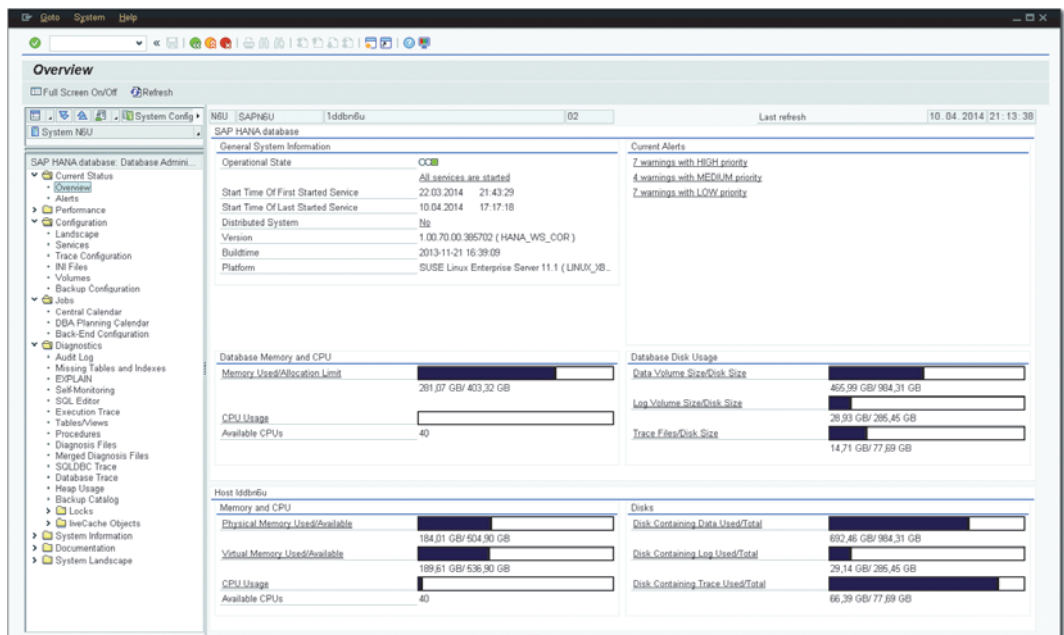 Goto System Help
Overview
Full Screen On/Off Refresh
System Config
System N6U
N6U SAPN6U lddbn6u 02 Last refresh 10.04.2014 21:13:38
SAP HANA database: Database Admini...
Current Status
Overview
Alerts
Performance
Configuration
Landscape
Services
Trace Configuration
INI Files
Volumes
Backup Configuration
Jobs
Central Calendar
DBA Planning Calendar
Back-End Configuration
Diagnostics
Audit Log
Missing Tables and Indexes
EXPLAIN
Self-Monitoring
SQL Editor
Execution Trace
Tables/Views
Procedures
Diagnosis Files
Merged Diagnosis Files
SQLDBC Trace
Database Trace
Heap Usage
Backup Catalog
Locks
liveCache Objects
System Information
Documentation
System Landscape
SAP HANA database
General System Information
Operational State
All services are started
Start Time Of First Started Service 22.03.2014 21:43:29
Start Time Of Last Started Service 10.04.2014 17:17:18
Distributed System No
Version 1.00.70.00.385702 ( HANA_WS_COR )
Buildtime 2013-11-21 16:39:09
Platform SUSE Linux Enterprise Server 11.1 ( LINUX_X8...
Current Alerts
7 warnings with HIGH priority
4 warnings with MEDIUM priority
7 warnings with LOW priority
Database Memory and CPU
Memory Used/Allocation Limit
281,07 GB/ 403,32 GB
CPU Usage
Available CPUs 40
Database Disk Usage
Data Volume Size/Disk Size
465,99 GB/ 984,31 GB
Log Volume Size/Disk Size
28,93 GB/ 285,45 GB
Trace Files/Disk Size
14,71 GB/ 77,69 GB
Host lddbn6u
Memory and CPU
Physical Memory Used/Available
184,01 GB/ 504,90 GB
Virtual Memory Used/Available
189,61 GB/ 536,90 GB
CPU Usage
Available CPUs 40
Disks
Disk Containing Data Used/Total
692,46 GB/ 984,31 GB
Disk Containing Log Used/Total
29,14 GB/ 285,45 GB
Disk Containing Trace Used/Total
66,39 GB/ 77,69 GB